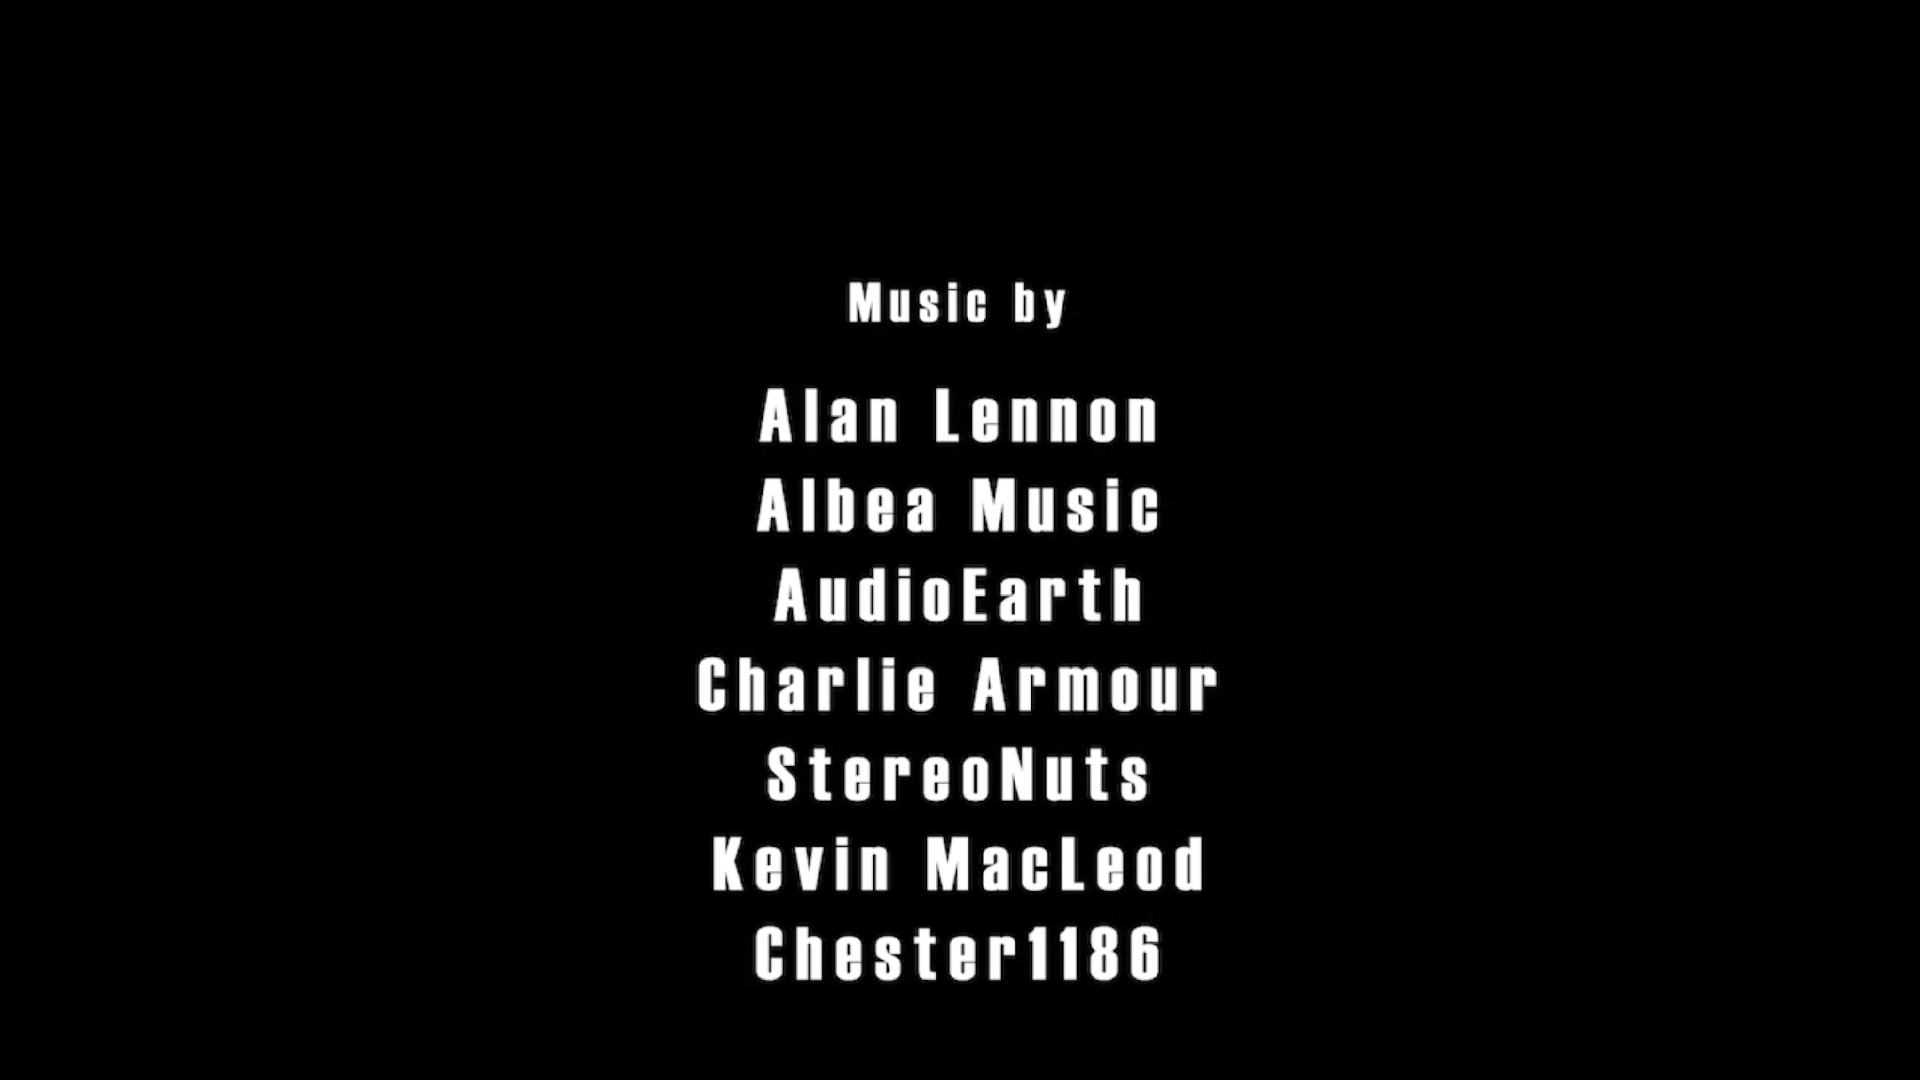 Music by
Alan Lennon
Albea Music
AudioEarth
Charlie Armour
StereoNuts
Kevin MacLeod
Chester1186